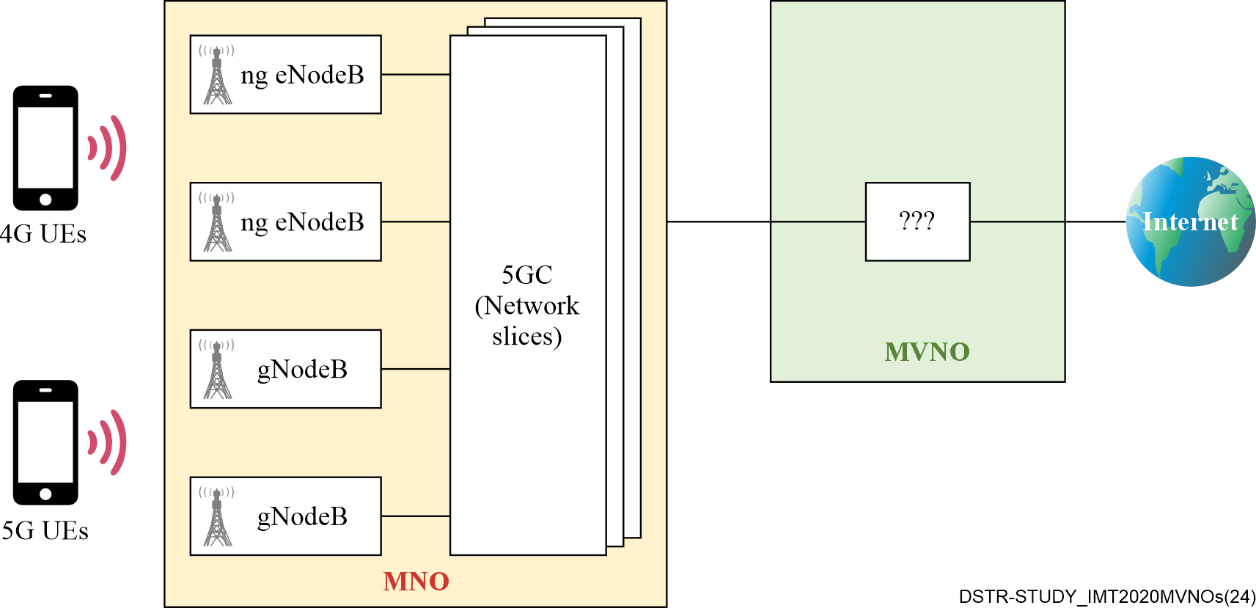 4G UEs
5G UEs
ng eNodeB
ng eNodeB
gNodeB
gNodeB
5GC
(Network
slices)
MNO
???
MVNO
Internet
DSTR-STUDY_IMT2020MVNOs(24)